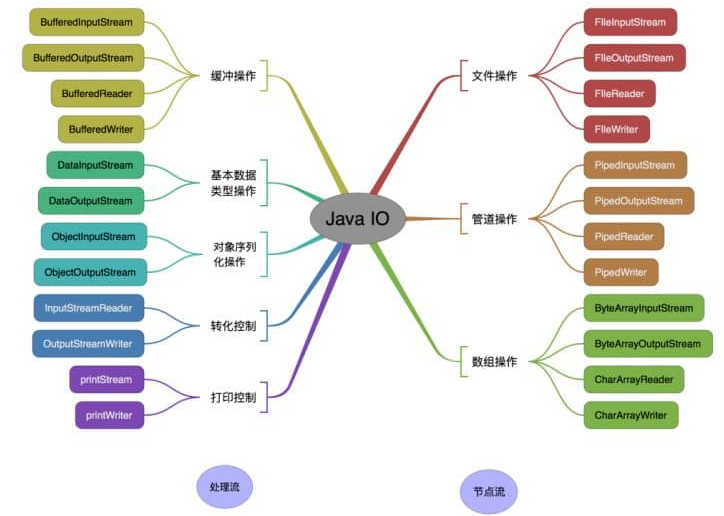 BufferedInputStream
BufferedOutputStream
BufferedReader
BufferedWriter
缓冲操作
DataInputStream
DataOutputStream
基本数据
类型操作
ObjectInputStream
ObjectOutputStream
对象序列
化操作
InputStreamReader
OutputStreamWriter
转化控制
printStream
printWriter
打印控制
Java IO
文件操作
FIleInputStream
FIleOutputStream
FIleReader
FIleWriter
管道操作
PipedInputStream
PipedOutputStream
PipedReader
PipedWriter
数组操作
ByteArrayInputStream
ByteArrayOutputStream
CharArrayReader
CharArrayWriter
处理流
节点流